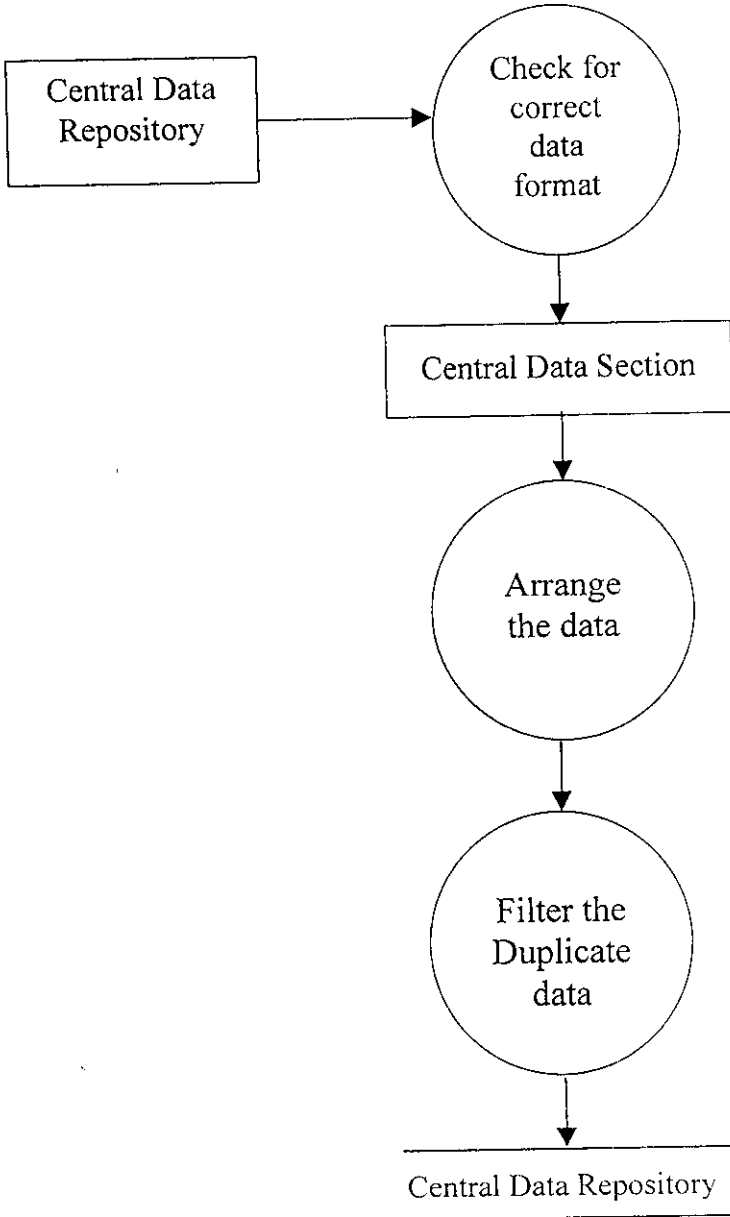 Central Data
Repository
Check for
correct
data
format
Central Data Section
Arrange
the data
Filter the
Duplicate
data
Central Data Repository